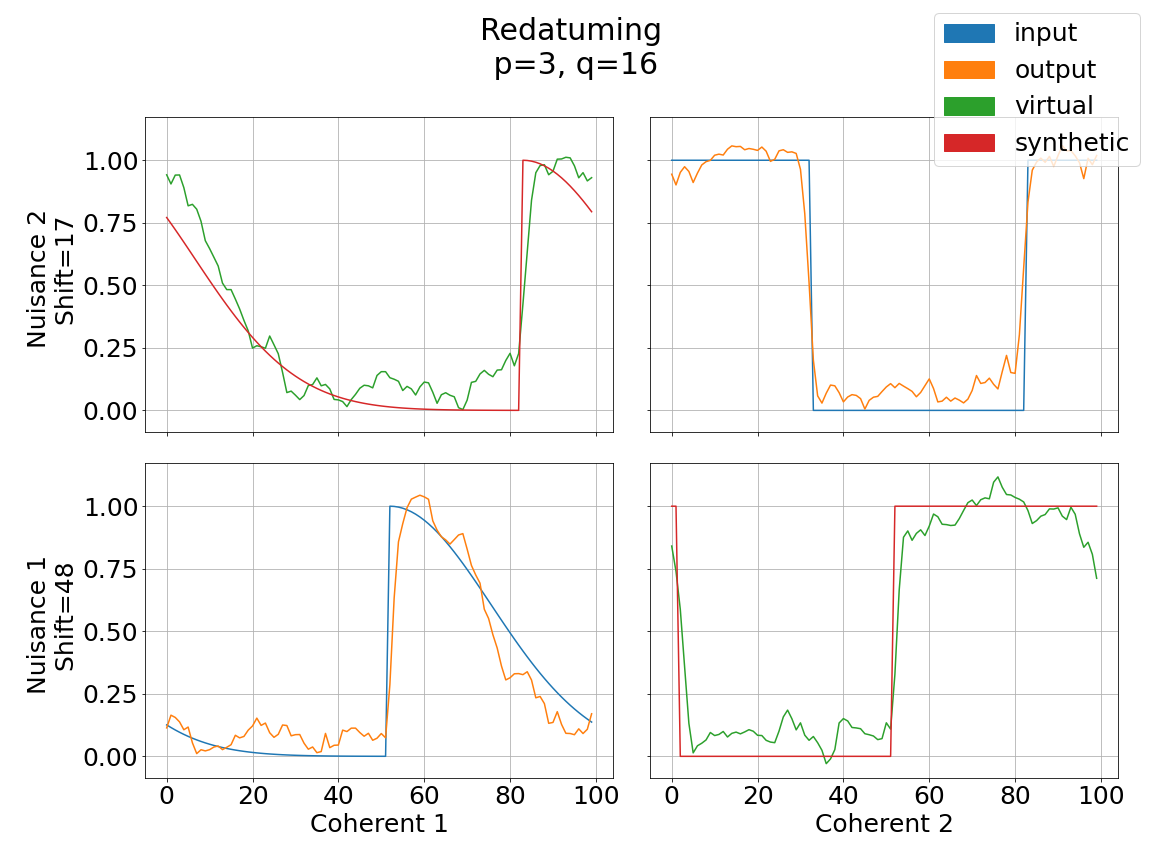 Redatuming
p=3, q=16
input
output
virtual
synthetic
Nuisance 2
Shift=17
1.00
0.75
0.50
0.25
0.00
Nuisance 1
Shift=48
1.00
0.75
0.50
0.25
0.00
0 20 40 60 80 100
0 20 40 60 80 100
Coherent 1
Coherent 2